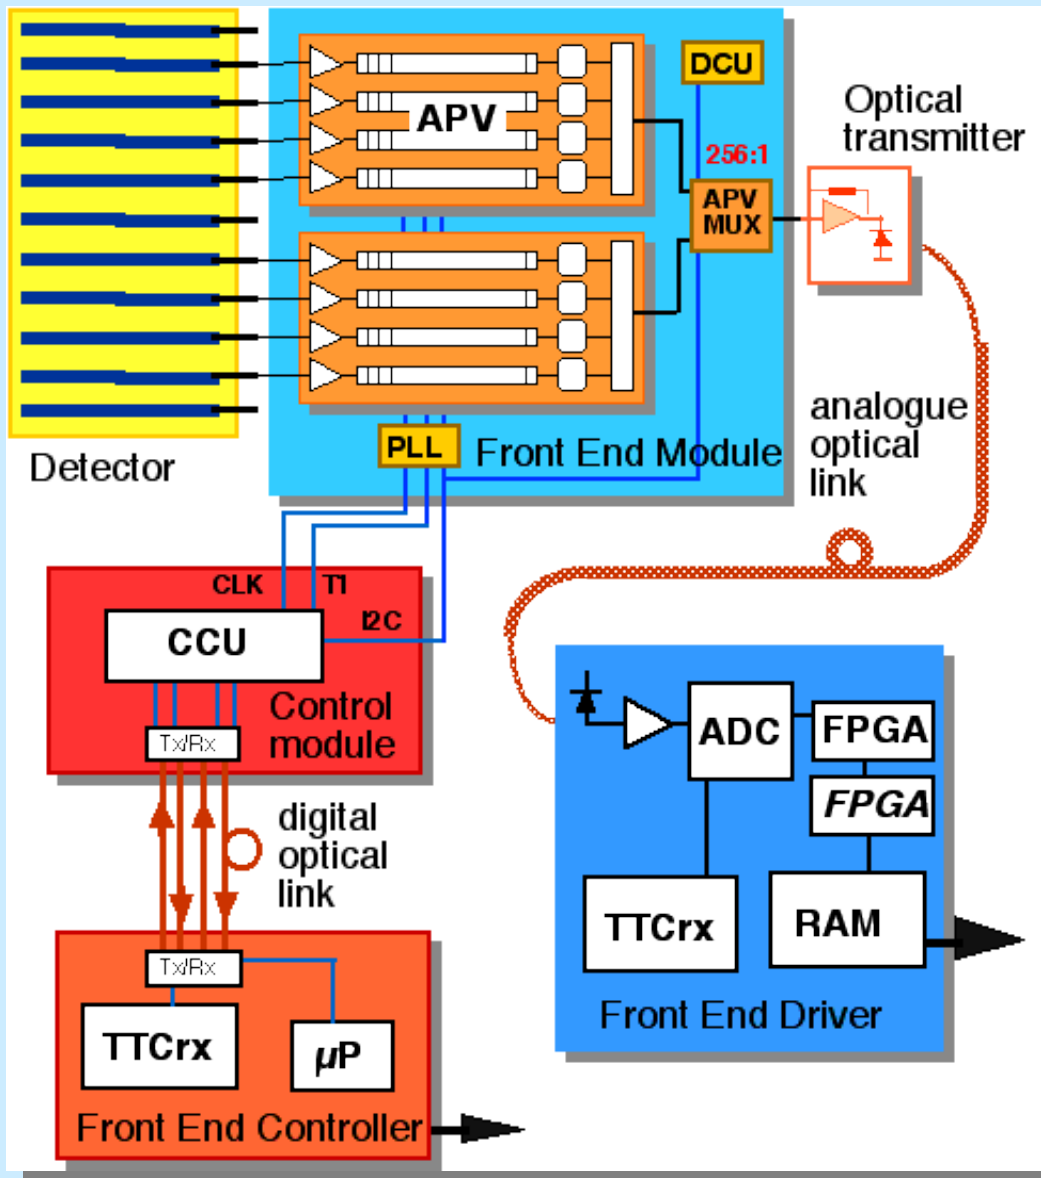 DCU
Optical
transmitter
APV
256:1
APV
MUX
Detector
PLL
Front End Module
analogue
optical
link
CLK
T1
I2C
CCU
Control
module
Tx/Rx
digital
optical
link
ADC
FPGA
FPGA
TTCrx
RAM
Front End Driver
Tx/Rx
TTCrx
µP
Front End Controller